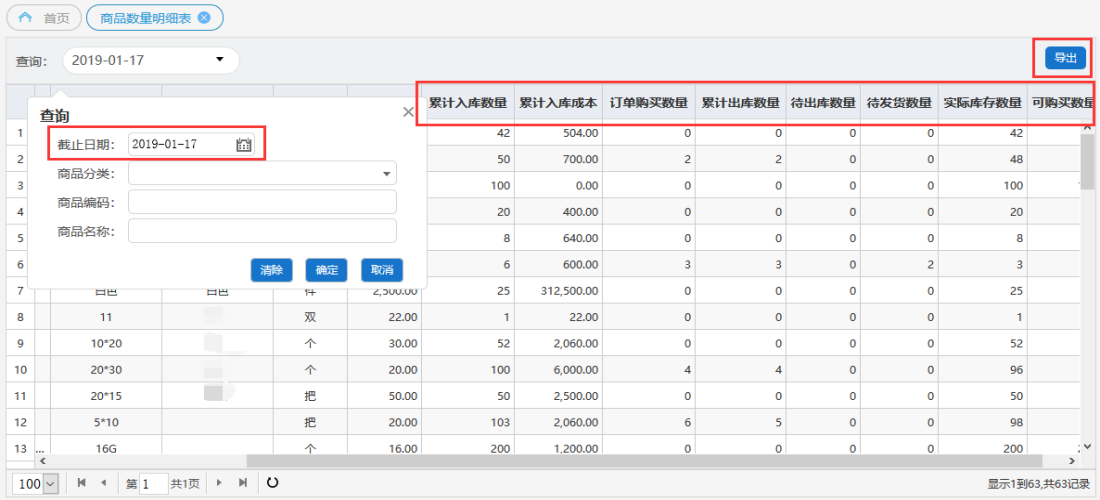 首页 商品数量明细表
查询: 2019-01-17 导出
累计入库数量 累计入库成本 订单购买数量 累计出库数量 待出库数量 待发货数量 实际库存数量 可购买数量
查询
截止日期: 2019-01-17
商品分类:
商品编码:
商品名称:
清除 确定 取消
1 42 504.00 0 0 0 0 42
2 50 700.00 2 2 0 0 48
3 100 0.00 0 0 0 0 100
4 20 400.00 0 0 0 0 20
5 8 640.00 0 0 0 0 8
6 6 600.00 3 3 0 2 3
7 白色 白色 件 2,500.00 25 312,500.00 0 0 0 0 25
8 11 双 22.00 1 22.00 0 0 0 0 1
9 10*20 个 30.00 52 2,060.00 0 0 0 0 52
10 20*30 个 20.00 100 6,000.00 4 4 0 0 96
11 20*15 把 50.00 50 2,500.00 0 0 0 0 50
12 5*10 把 20.00 103 2,060.00 6 5 0 0 98
13 ... 16G 个 16.00 200 1,200.00 0 0 0 0 200
100 第 1 共1页 显示1到63,共63记录